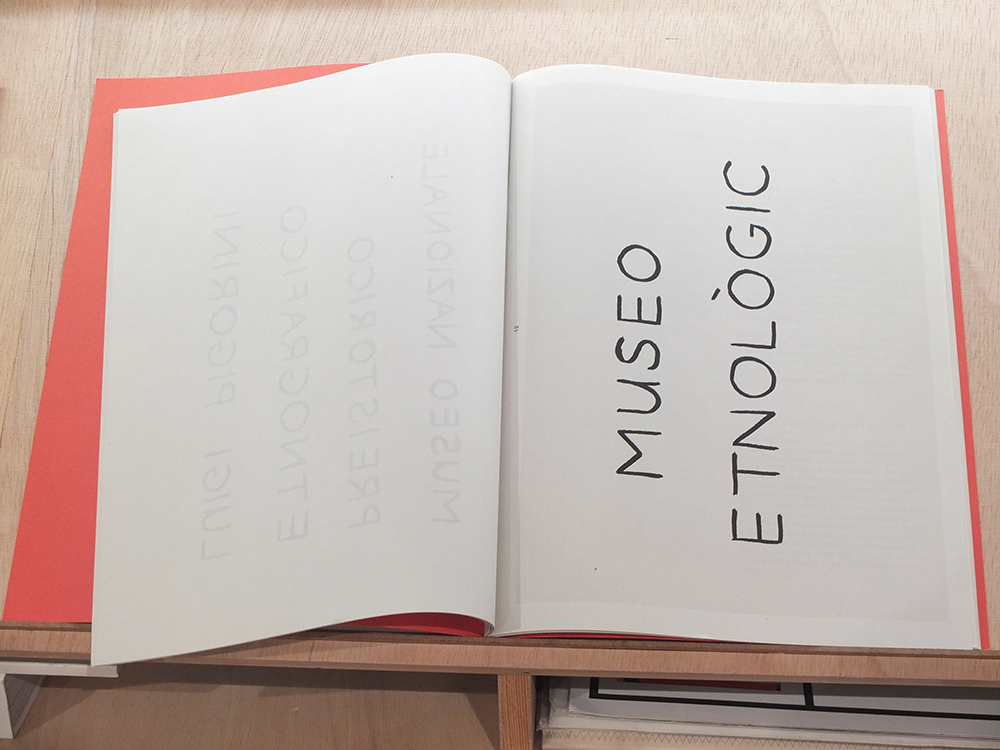 MUSEO NAZIONALE
PREISTORICO
ETNOGRAFICO
LUIGI PIGORINI
MUSEO
ETNOLÒGIC